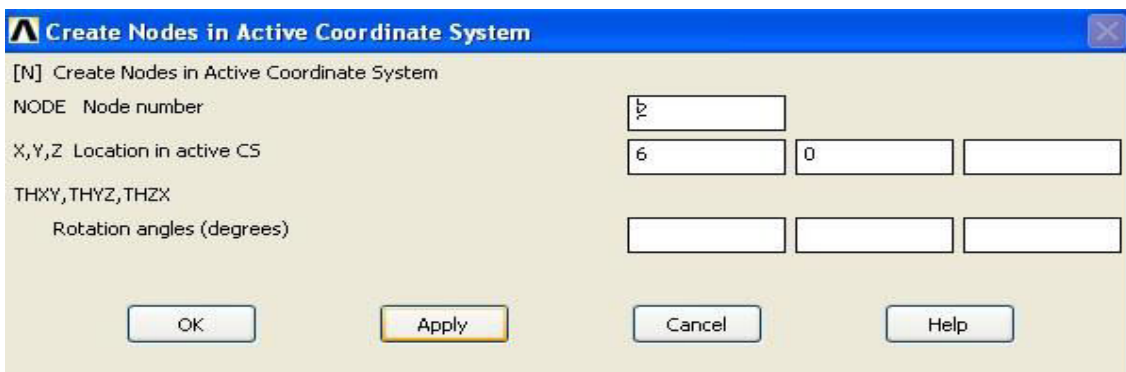 Create Nodes in Active Coordinate System
[N] Create Nodes in Active Coordinate System
NODE Node number
X,Y,Z Location in active CS 6 0
THXY,THYZ,THZX
Rotation angles (degrees)
OK Apply Cancel Help